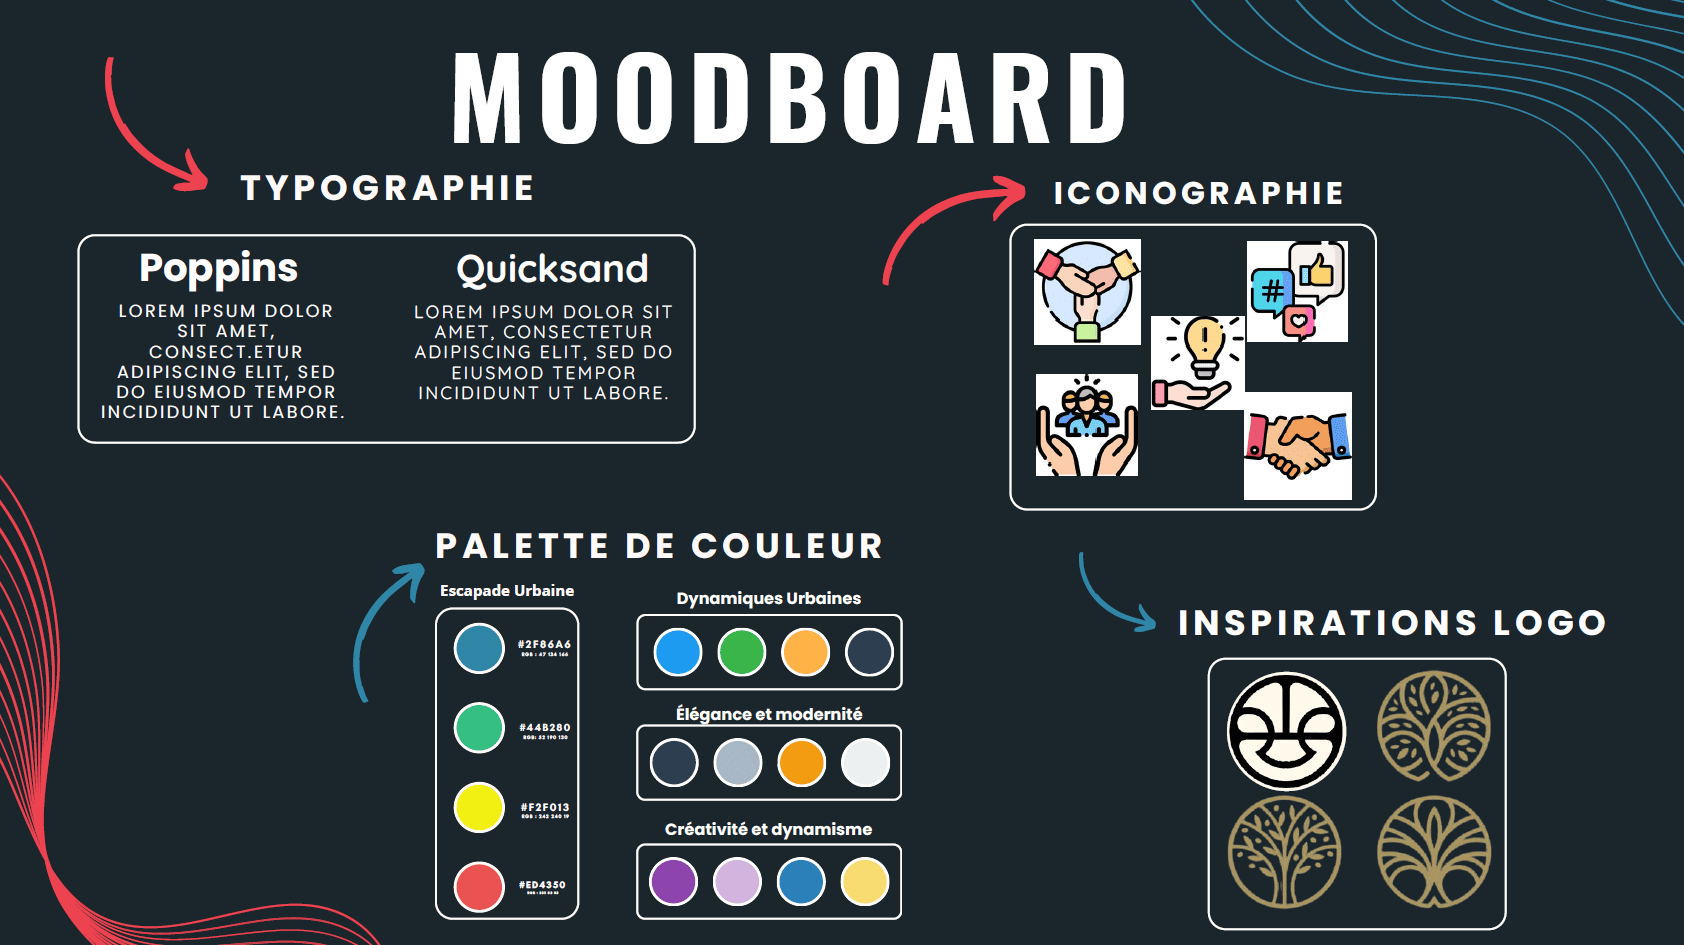 MOODBOARD
TYPOGRAPHIE
Poppins
LOREM IPSUM DOLOR
SIT AMET,
CONSECT.ETUR
ADIPISCING ELIT, SED
DO EIUSMOD TEMPOR
INCIDIDUNT UT LABORE.
Quicksand
LOREM IPSUM DOLOR SIT
AMET, CONSECTETUR
ADIPISCING ELIT, SED DO
EIUSMOD TEMPOR
INCIDIDUNT UT LABORE.
ICONOGRAPHIE
#
PALETTE DE COULEUR
Escapade Urbaine
#2F86A6
RGB : 47 134 166
#44B280
RGB: 52 190 130
#F2F013
RGB : 242 240 19
#ED4350
Dynamiques Urbaines
Élégance et modernité
Créativité et dynamisme
INSPIRATIONS LOGO